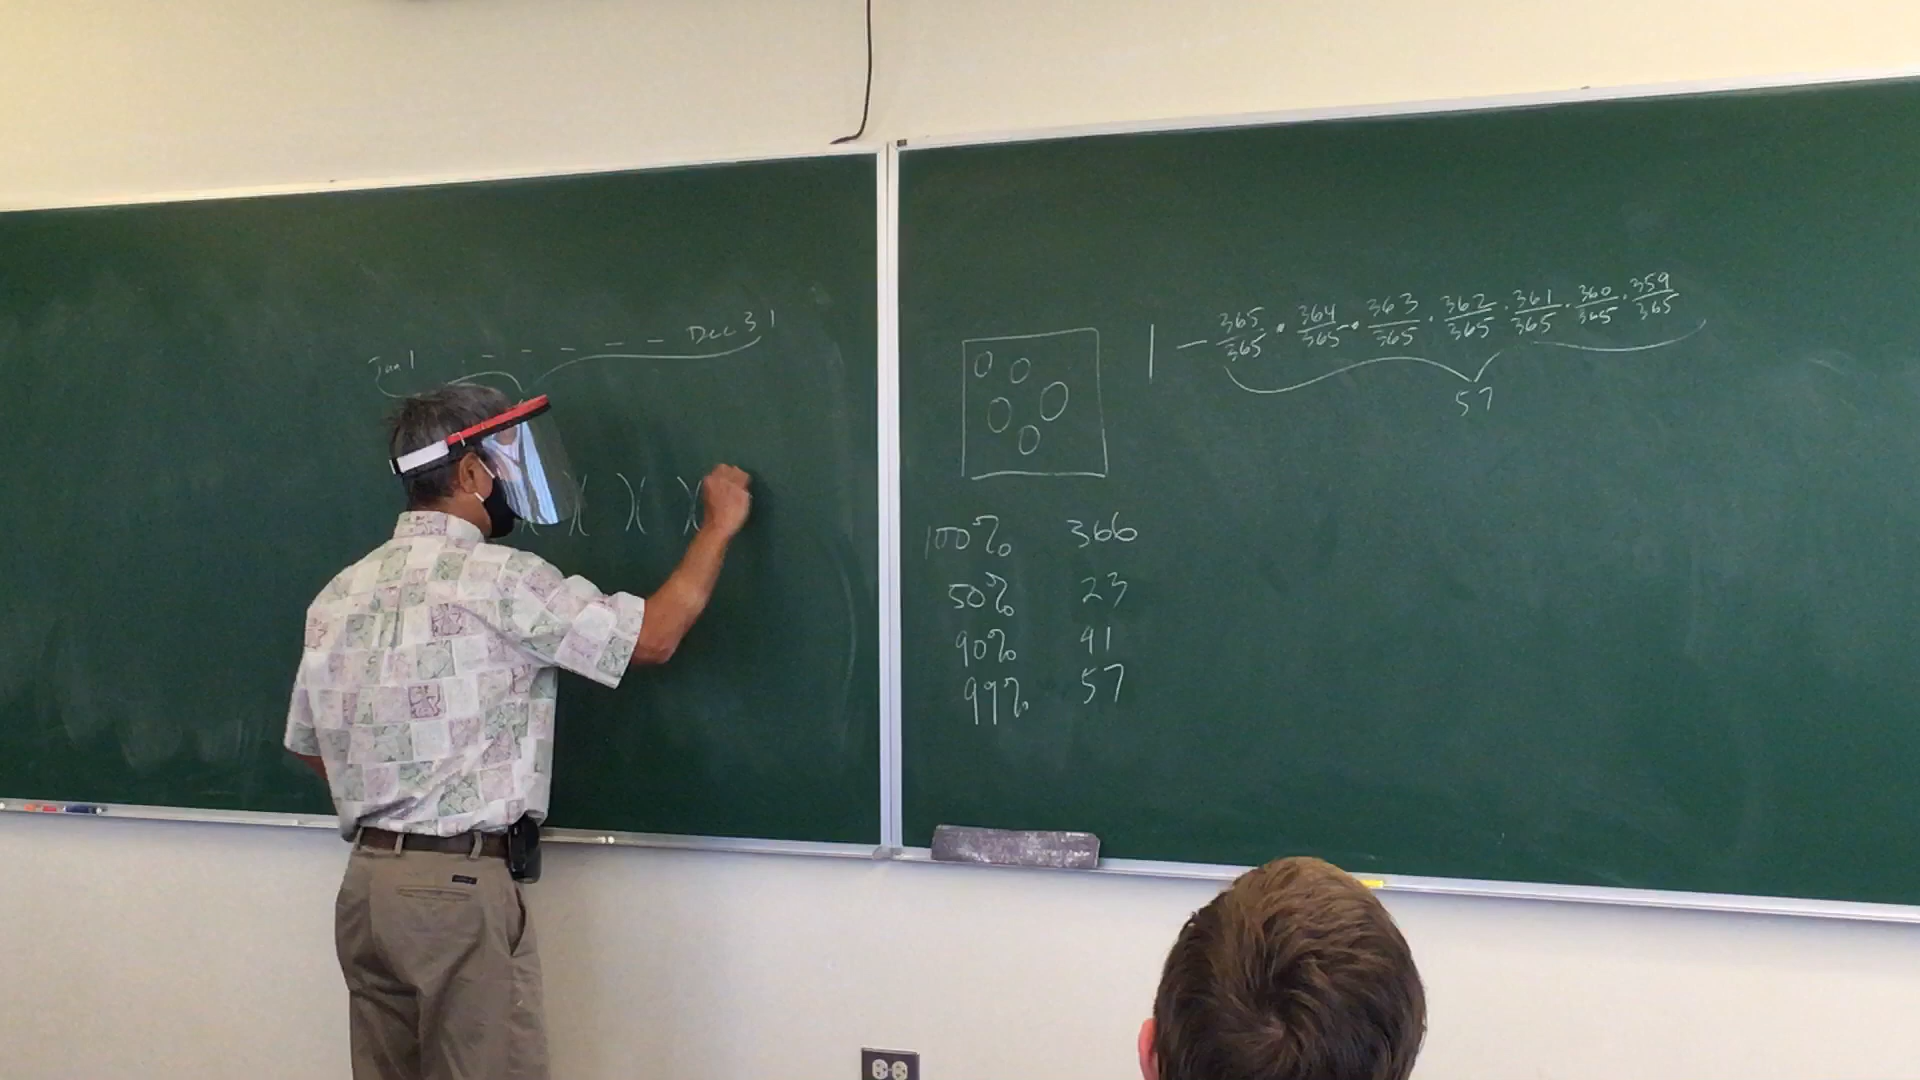 Jan 1 - - - - - Dec 31
) ( ) ( ) (
1 - 365/365 · 364/365 · 363/365 · 362/365 · 361/365 · 360/365 · 359/365
57
100% 366
50% 23
90% 41
99% 57